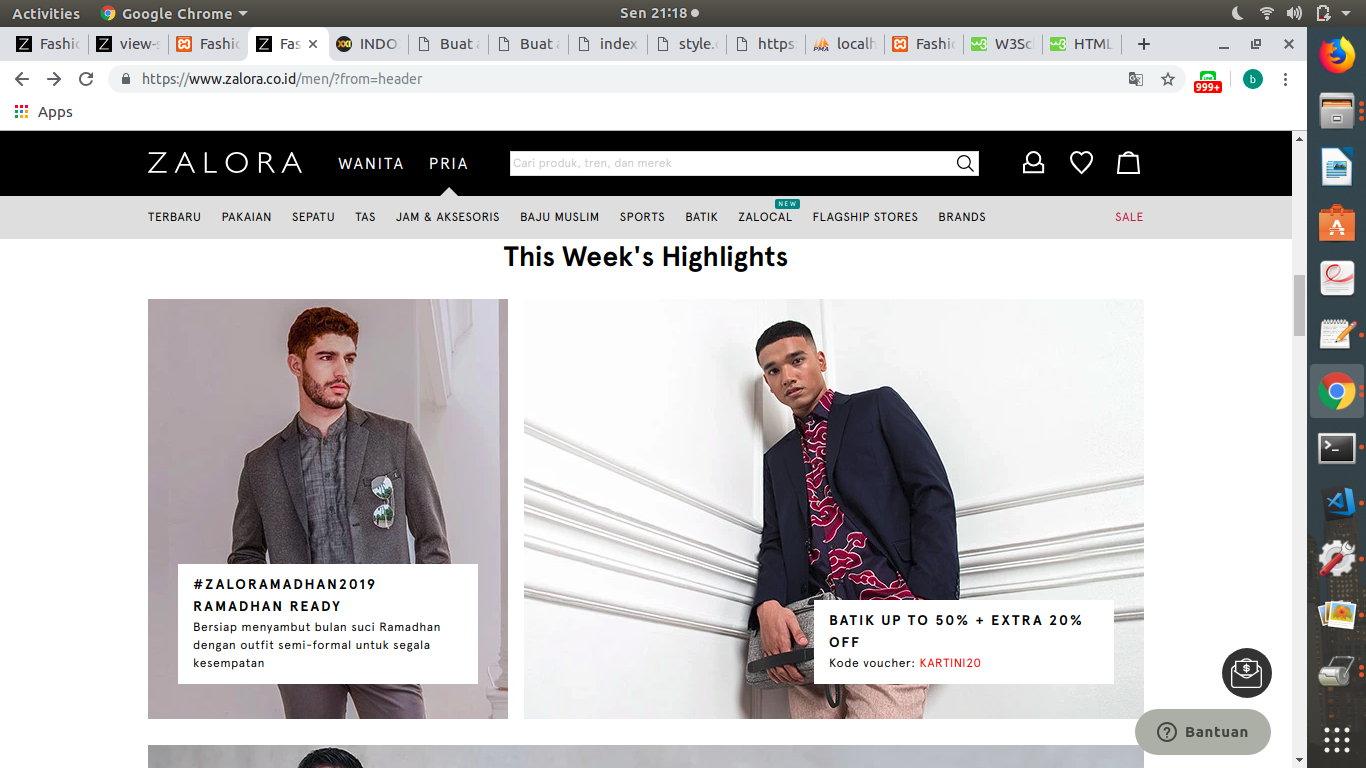 Activities
Google Chrome
Sen 21:18
Fashic
view-s
Fashic
Fas
INDO
Buat a
Buat a
index
style.c
https:
localh
Fashic
W3Sc
HTML
https://www.zalora.co.id/men/?from=header
999+
b
Apps
ZALORA
WANITA
PRIA
Cari produk, tren, dan merek
NEW
TERBARU
PAKAIAN
SEPATU
TAS
JAM & AKSESORIS
BAJU MUSLIM
SPORTS
BATIK
ZALOCAL
FLAGSHIP STORES
BRANDS
SALE
This Week's Highlights
#ZALORAMADHAN2019
RAMADHAN READY
Bersiap menyambut bulan suci Ramadhan
dengan outfit semi-formal untuk segala
kesempatan
BATIK UP TO 50% + EXTRA 20%
OFF
Kode voucher: KARTINI20
Bantuan